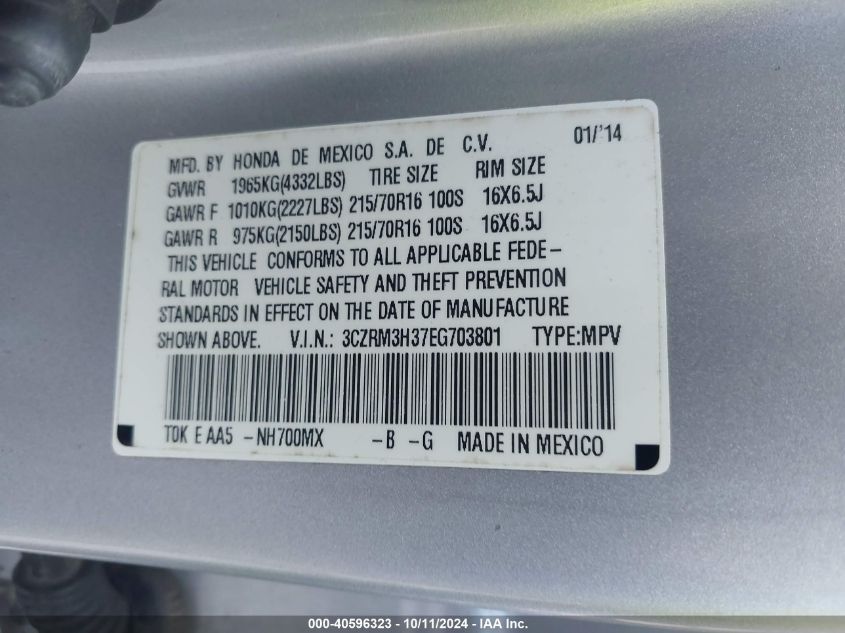 MFD. BY HONDA DE MEXICO S.A. DE C.V. 01/'14
GVWR 1965KG(4332LBS) TIRE SIZE RIM SIZE
GAWR F 1010KG(2227LBS) 215/70R16 100S 16X6.5J
GAWR R 975KG(2150LBS) 215/70R16 100S 16X6.5J
THIS VEHICLE CONFORMS TO ALL APPLICABLE FEDE-
RAL MOTOR VEHICLE SAFETY AND THEFT PREVENTION
STANDARDS IN EFFECT ON THE DATE OF MANUFACTURE
SHOWN ABOVE. V.I.N.: 3CZRM3H37EG703801 TYPE:MPV
T0K E AA5 -NH700MX -B -G MADE IN MEXICO
000-40596323 - 10/11/2024 - IAA Inc.